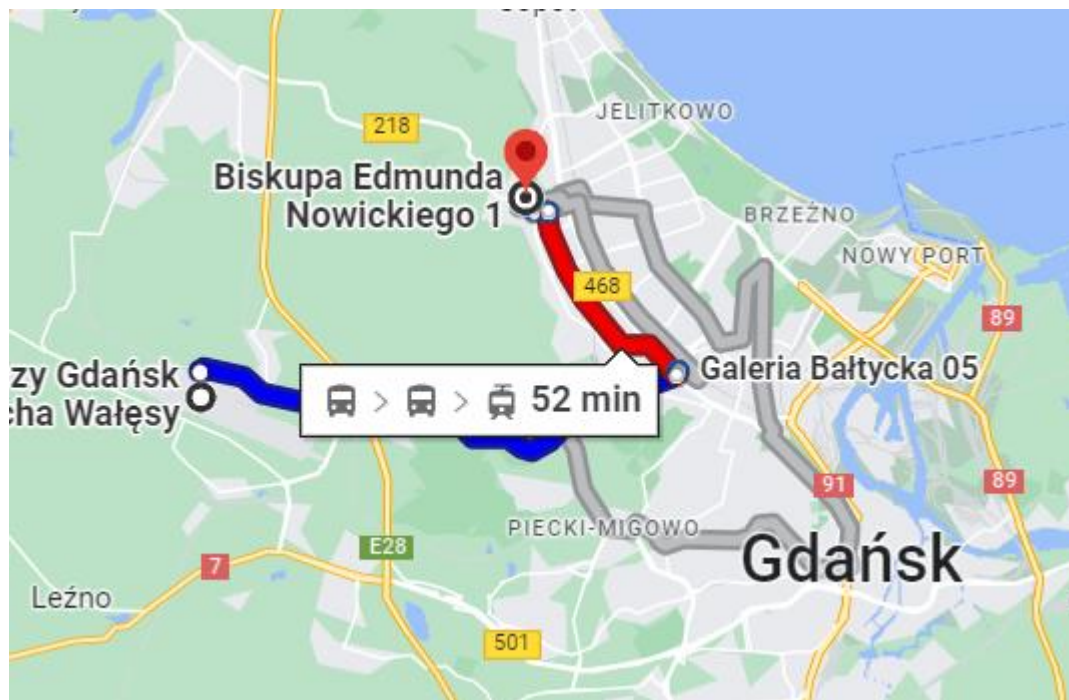 JELITKOWO
218
Biskupa Edmunda
Nowickiego 1
BRZEŹNO
NOWY PORT
468
89
zy Gdańsk
cha Wałęsy
Galeria Bałtycka 05
> > 52 min
91
89
PIECKI-MIGOWO
E28
Gdańsk
7
Leźno
501